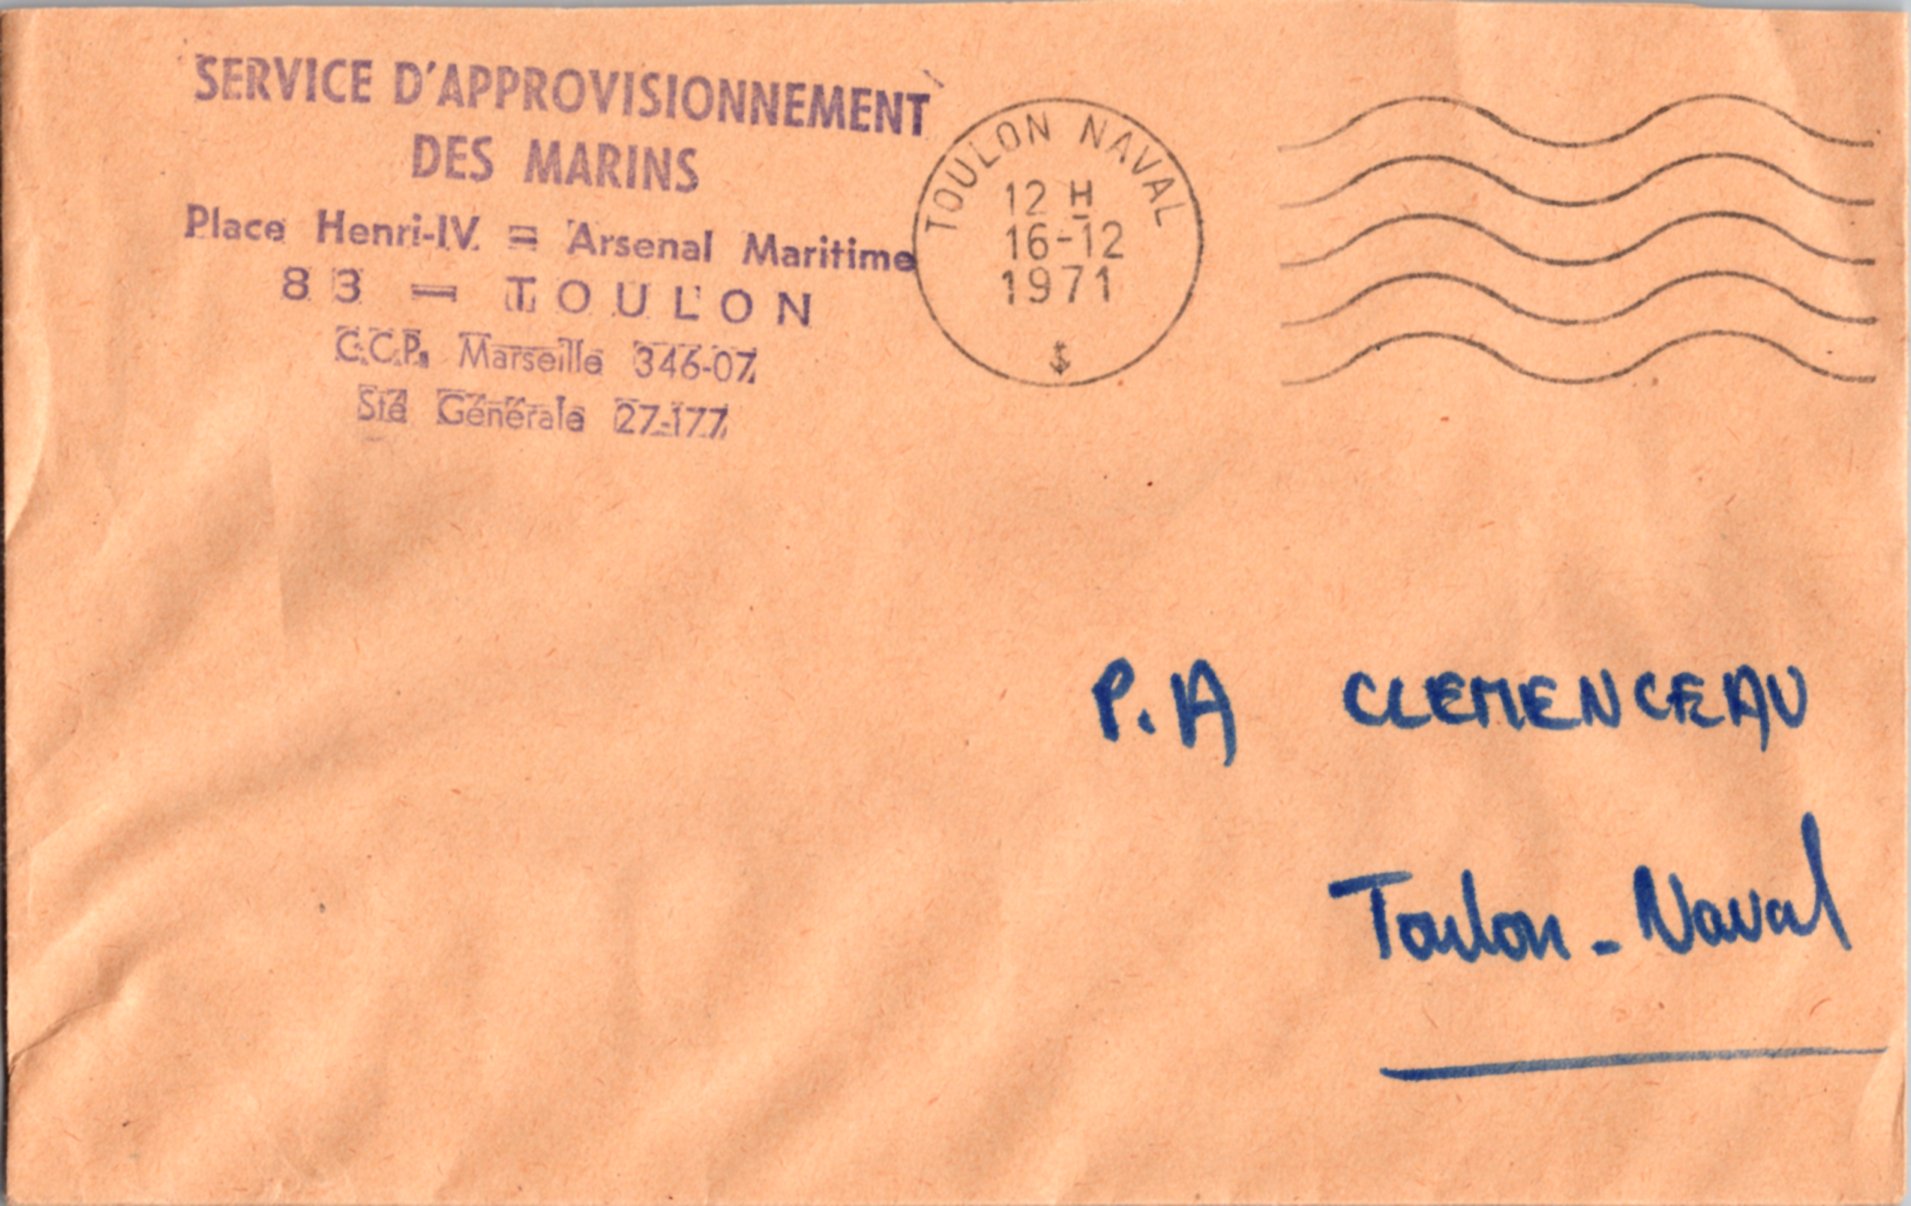 SERVICE D'APPROVISIONNEMENT
DES MARINS
Place Henri-IV. = Arsenal Maritime
83 — TOULON
C.C.P. Marseille 346-07
Sté Générale 27-177
TOULON NAVAL
12 H
16-12
1971
P.A CLEMENCEAU
Toulon - Naval